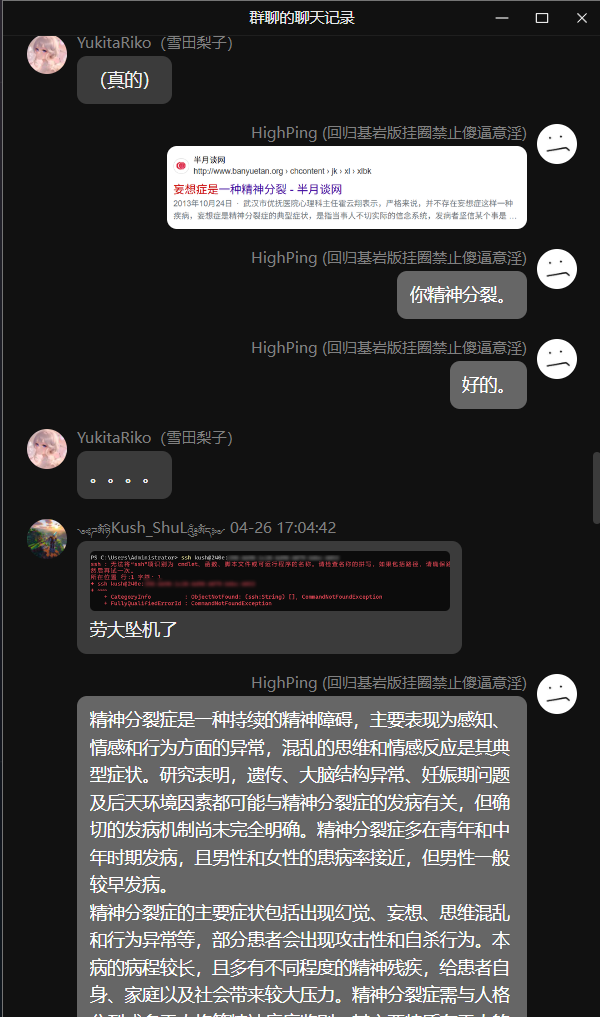 群聊的聊天记录
YukitaRiko (雪田梨子)
（真的）
HighPing (回归基岩版挂圈禁止傻逼意淫)
半月谈网
http://www.banyuetan.org › chcontent › jk › xl › xlbk
妄想症是一种精神分裂 - 半月谈网
2013年10月24日 · 武汉市优抚医院心理科主任霍云翔表示，严格来说，并不存在妄想症这样一种
疾病，妄想症是精神分裂症的典型症状，是指当事人不切实际的信念系统，发病者坚信某个事是 ...
HighPing (回归基岩版挂圈禁止傻逼意淫)
你精神分裂。
HighPing (回归基岩版挂圈禁止傻逼意淫)
好的。
YukitaRiko (雪田梨子)
。。。。
Kush_ShuL 04-26 17:04:42
PS C:\Users\Administrator> ssh kush@240e:
ssh : 无法将"ssh"项识别为 cmdlet、函数、脚本文件或可运行程序的名称。请检查名称的拼写，如果包括路径，请确保路
然后再试一次。
所在位置 行:1 字符: 1
+ ssh kush@240e:
+ ~~~
+ CategoryInfo : ObjectNotFound: (ssh:String) [], CommandNotFoundException
+ FullyQualifiedErrorId : CommandNotFoundException
劳大坠机了
HighPing (回归基岩版挂圈禁止傻逼意淫)
精神分裂症是一种持续的精神障碍，主要表现为感知、
情感和行为方面的异常，混乱的思维和情感反应是其典
型症状。研究表明，遗传、大脑结构异常、妊娠期问题
及后天环境因素都可能与精神分裂症的发病有关，但确
切的发病机制尚未完全明确。精神分裂症多在青年和中
年时期发病，且男性和女性的患病率接近，但男性一般
较早发病。
精神分裂症的主要症状包括出现幻觉、妄想、思维混乱
和行为异常等，部分患者会出现攻击性和自杀行为。本
病的病程较长，且多有不同程度的精神残疾，给患者自
身、家庭以及社会带来较大压力。精神分裂症需与人格